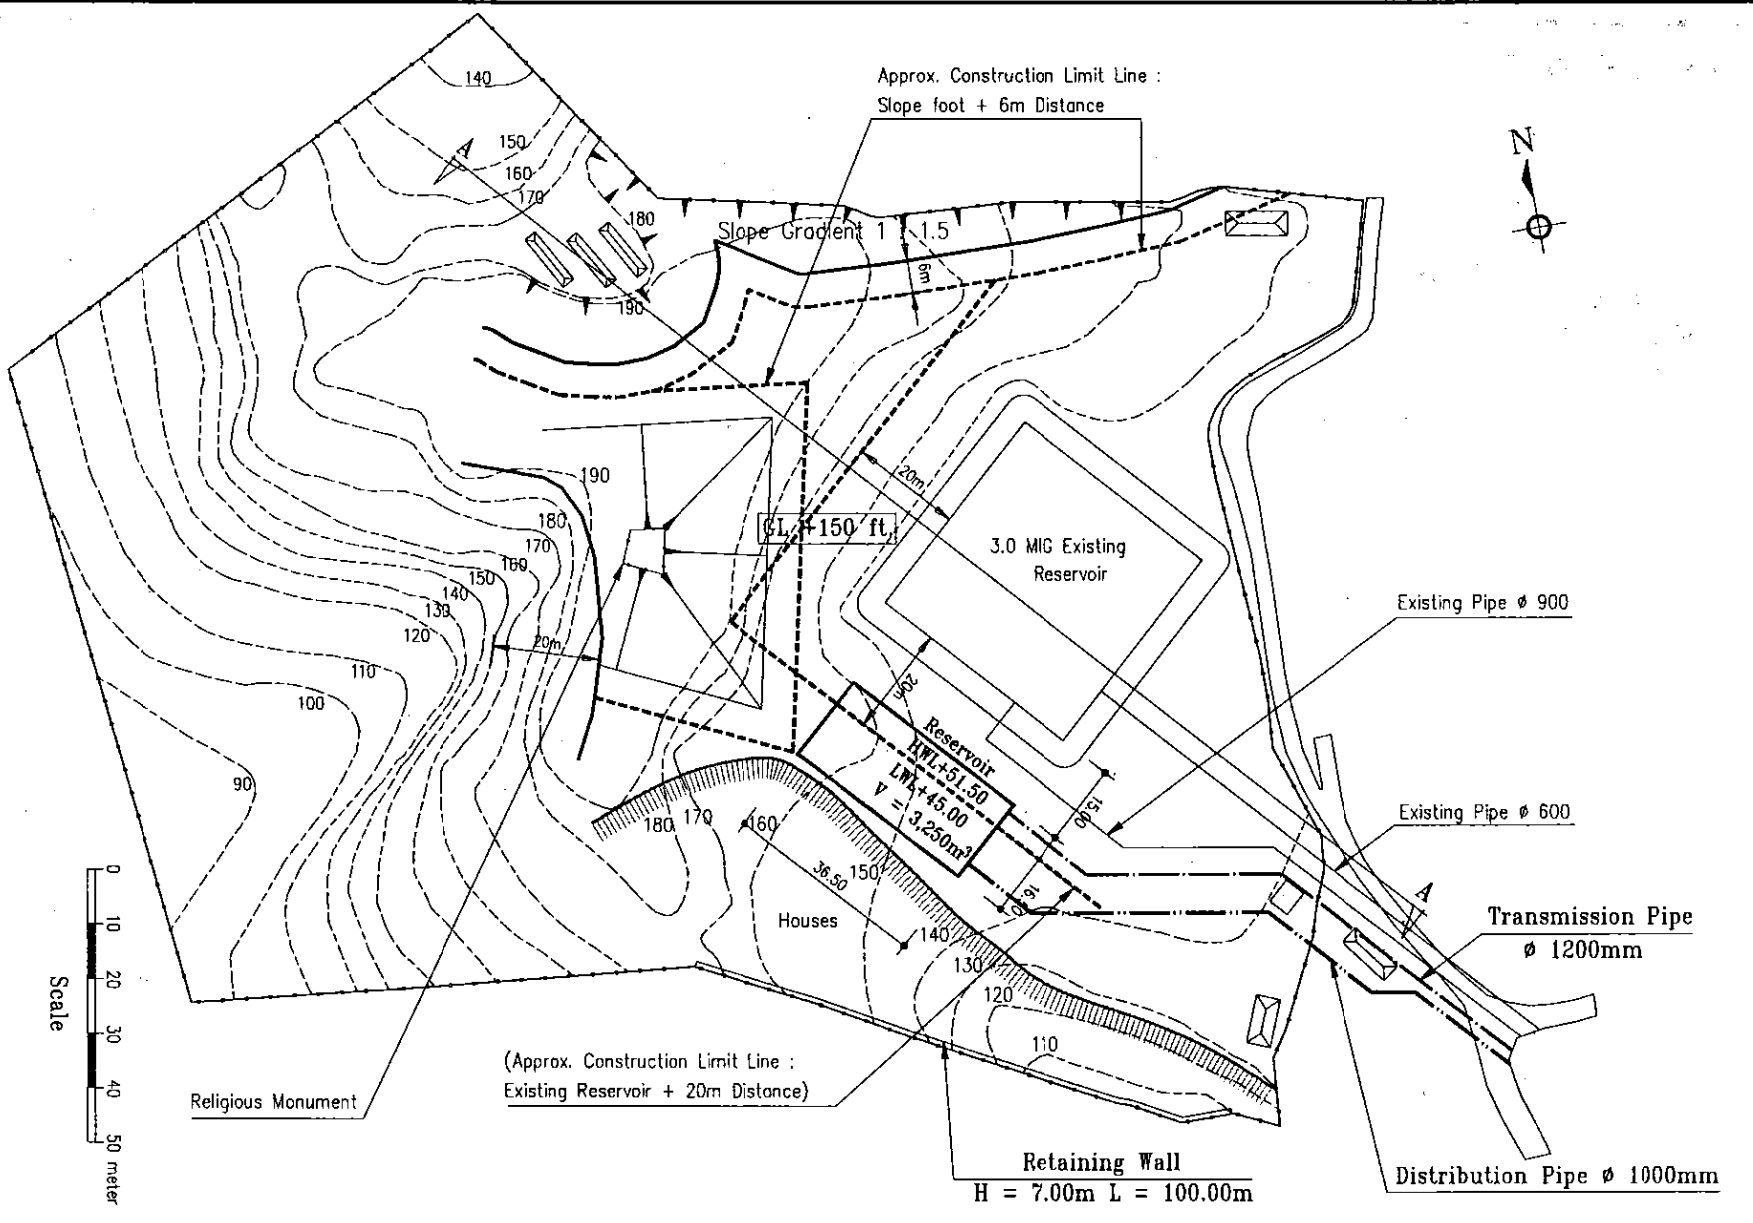 140
Approx. Construction Limit Line :
Slope foot + 6m Distance
N
150
A
160
170
180
Slope Gradient 1 : 1.5
6m
190
190
20m
180
GL +150 ft
3.0 MIG Existing
Reservoir
170
160
150
140
130
120
Existing Pipe ø 900
20m
110
100
20m
Reservoir
HWL+51.50
LWL+45.00
V = 3,250m³
90
15.00
Existing Pipe ø 600
180
170
160
36.50
150
Houses
140
130
120
110
A
Transmission Pipe
ø 1200mm
0
10
20
30
40
50 meter
Scale
(Approx. Construction Limit Line :
Existing Reservoir + 20m Distance)
Religious Monument
Retaining Wall
H = 7.00m L = 100.00m
Distribution Pipe ø 1000mm